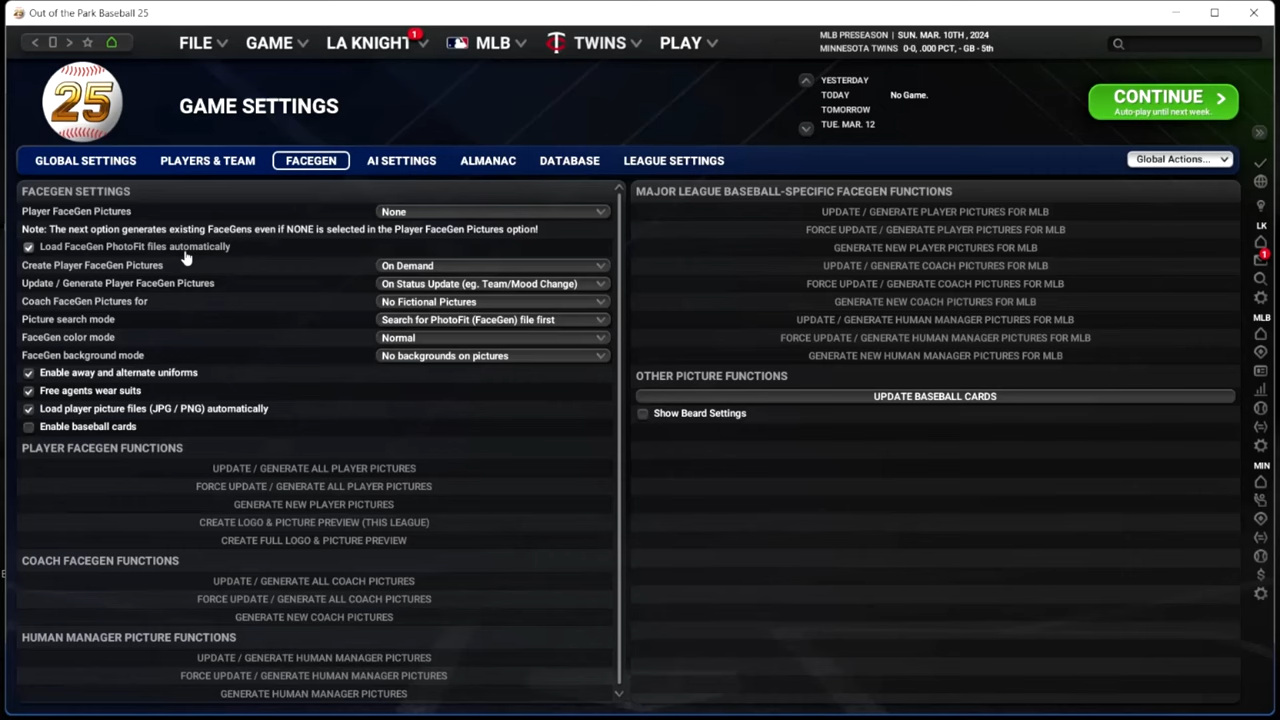 Out of the Park Baseball 25
FILE GAME LA KNIGHT 1 MLB TWINS PLAY
MLB PRESEASON | SUN. MAR. 10TH, 2024
MINNESOTA TWINS 0-0, .000 PCT, - GB - 5th
25
GAME SETTINGS
YESTERDAY
TODAY No Game.
TOMORROW
TUE. MAR. 12
CONTINUE
Auto-play until next week.
GLOBAL SETTINGS PLAYERS & TEAM FACEGEN AI SETTINGS ALMANAC DATABASE LEAGUE SETTINGS
Global Actions...
FACEGEN SETTINGS
Player FaceGen Pictures None
Note: The next option generates existing FaceGens even if NONE is selected in the Player FaceGen Pictures option!
Load FaceGen PhotoFit files automatically
Create Player FaceGen Pictures On Demand
Update / Generate Player FaceGen Pictures On Status Update (eg. Team/Mood Change)
Coach FaceGen Pictures for No Fictional Pictures
Picture search mode Search for PhotoFit (FaceGen) file first
FaceGen color mode Normal
FaceGen background mode No backgrounds on pictures
Enable away and alternate uniforms
Free agents wear suits
Load player picture files (JPG / PNG) automatically
Enable baseball cards
PLAYER FACEGEN FUNCTIONS
UPDATE / GENERATE ALL PLAYER PICTURES
FORCE UPDATE / GENERATE ALL PLAYER PICTURES
GENERATE NEW PLAYER PICTURES
CREATE LOGO & PICTURE PREVIEW (THIS LEAGUE)
CREATE FULL LOGO & PICTURE PREVIEW
COACH FACEGEN FUNCTIONS
UPDATE / GENERATE ALL COACH PICTURES
FORCE UPDATE / GENERATE ALL COACH PICTURES
GENERATE NEW COACH PICTURES
HUMAN MANAGER PICTURE FUNCTIONS
UPDATE / GENERATE HUMAN MANAGER PICTURES
FORCE UPDATE / GENERATE HUMAN MANAGER PICTURES
GENERATE HUMAN MANAGER PICTURES
MAJOR LEAGUE BASEBALL-SPECIFIC FACEGEN FUNCTIONS
UPDATE / GENERATE PLAYER PICTURES FOR MLB
FORCE UPDATE / GENERATE PLAYER PICTURES FOR MLB
GENERATE NEW PLAYER PICTURES FOR MLB
UPDATE / GENERATE COACH PICTURES FOR MLB
FORCE UPDATE / GENERATE COACH PICTURES FOR MLB
GENERATE NEW COACH PICTURES FOR MLB
UPDATE / GENERATE HUMAN MANAGER PICTURES FOR MLB
FORCE UPDATE / GENERATE HUMAN MANAGER PICTURES FOR MLB
GENERATE NEW HUMAN MANAGER PICTURES FOR MLB
OTHER PICTURE FUNCTIONS
UPDATE BASEBALL CARDS
Show Beard Settings
LK
1
MLB
MIN